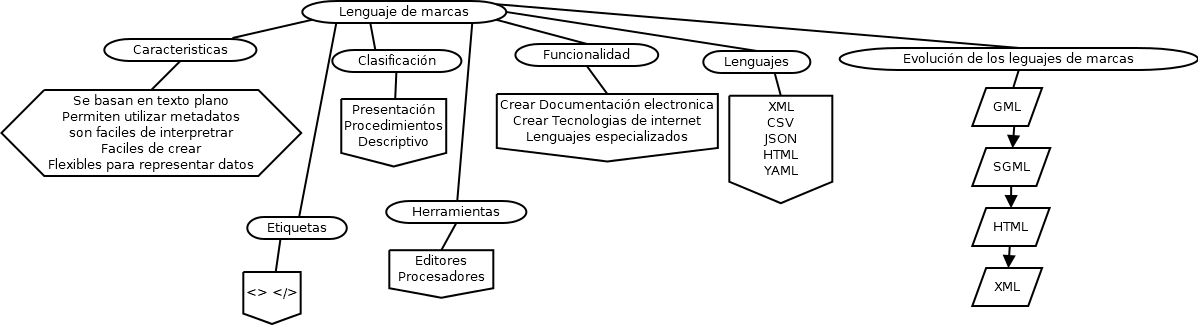 Lenguaje de marcas
Caracteristicas
Se basan en texto plano
Permiten utilizar metadatos
son faciles de interpretrar
Faciles de crear
Flexibles para representar datos
Etiquetas
<> </>
Clasificación
Presentación
Procedimientos
Descriptivo
Herramientas
Editores
Procesadores
Funcionalidad
Crear Documentación electronica
Crear Tecnologias de internet
Lenguajes especializados
Lenguajes
XML
CSV
JSON
HTML
YAML
Evolución de los leguajes de marcas
GML
SGML
HTML
XML